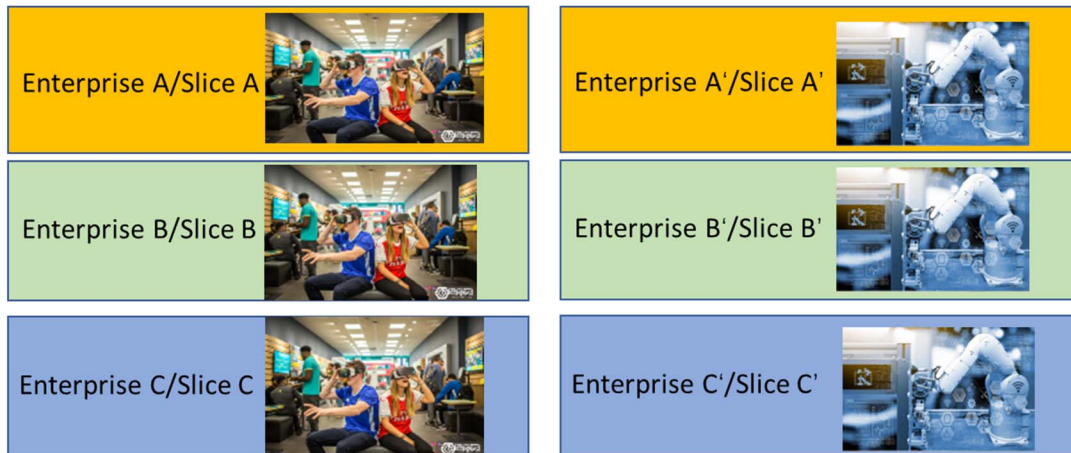 Enterprise A/Slice A
Enterprise A‘/Slice A’
Enterprise B/Slice B
Enterprise B‘/Slice B’
Enterprise C/Slice C
Enterprise C‘/Slice C’